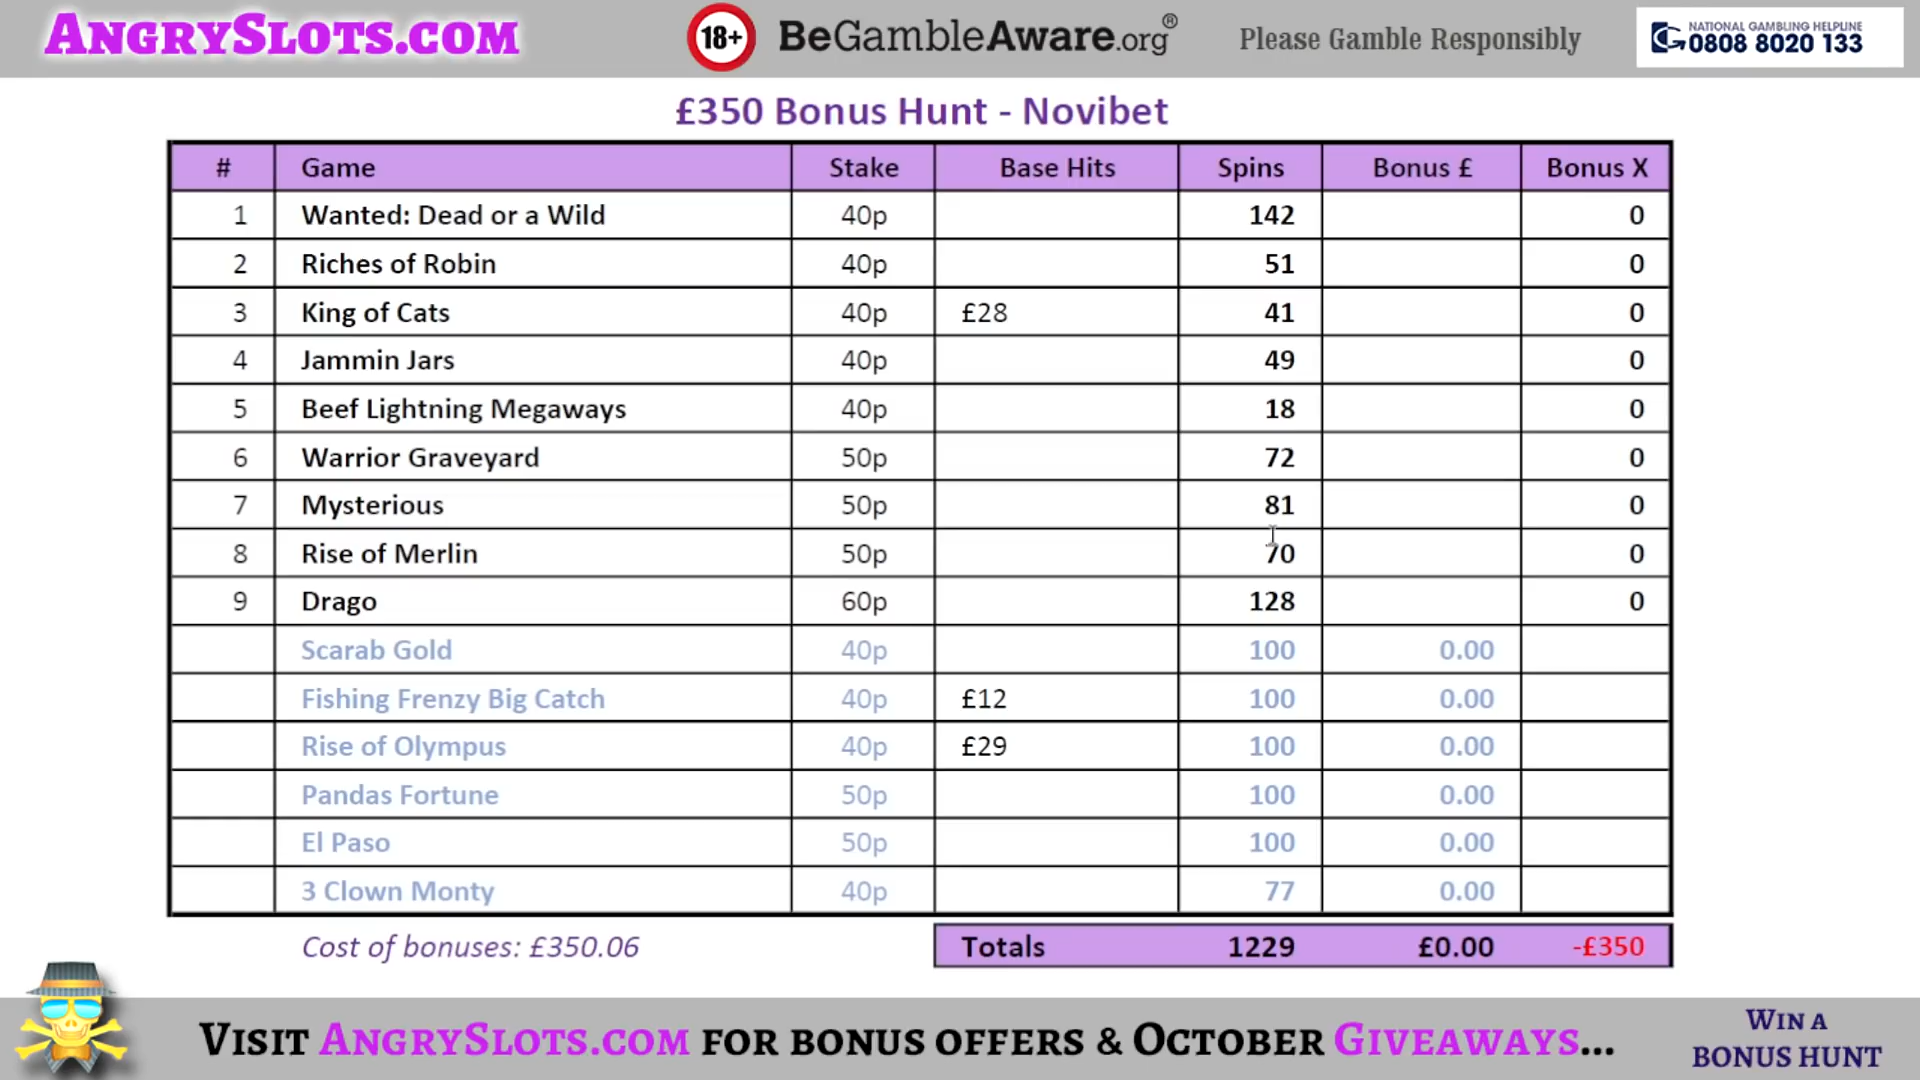 ANGRYSLOTS.COM
18+ BeGambleAware.org® Please Gamble Responsibly NATIONAL GAMBLING HELPLINE
0808 8020 133
£350 Bonus Hunt - Novibet
# Game Stake Base Hits Spins Bonus £ Bonus X
1 Wanted: Dead or a Wild 40p 142 0
2 Riches of Robin 40p 51 0
3 King of Cats 40p £28 41 0
4 Jammin Jars 40p 49 0
5 Beef Lightning Megaways 40p 18 0
6 Warrior Graveyard 50p 72 0
7 Mysterious 50p 81 0
8 Rise of Merlin 50p 70 0
9 Drago 60p 128 0
Scarab Gold 40p 100 0.00
Fishing Frenzy Big Catch 40p £12 100 0.00
Rise of Olympus 40p £29 100 0.00
Pandas Fortune 50p 100 0.00
El Paso 50p 100 0.00
3 Clown Monty 40p 77 0.00
Cost of bonuses: £350.06 Totals 1229 £0.00 -£350
VISIT ANGRYSLOTS.COM FOR BONUS OFFERS & OCTOBER GIVEAWAYS...
WIN A
BONUS HUNT